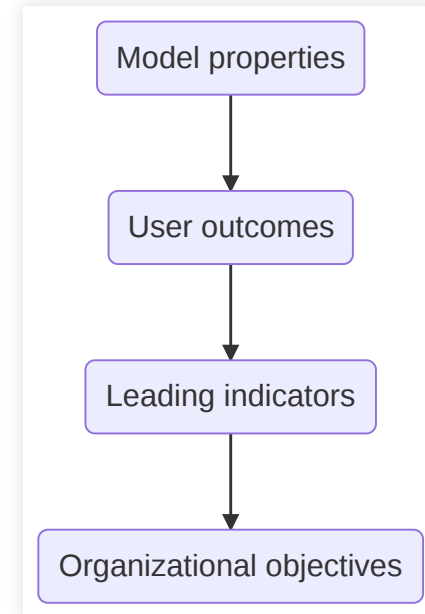 Model properties
User outcomes
Leading indicators
Organizational objectives